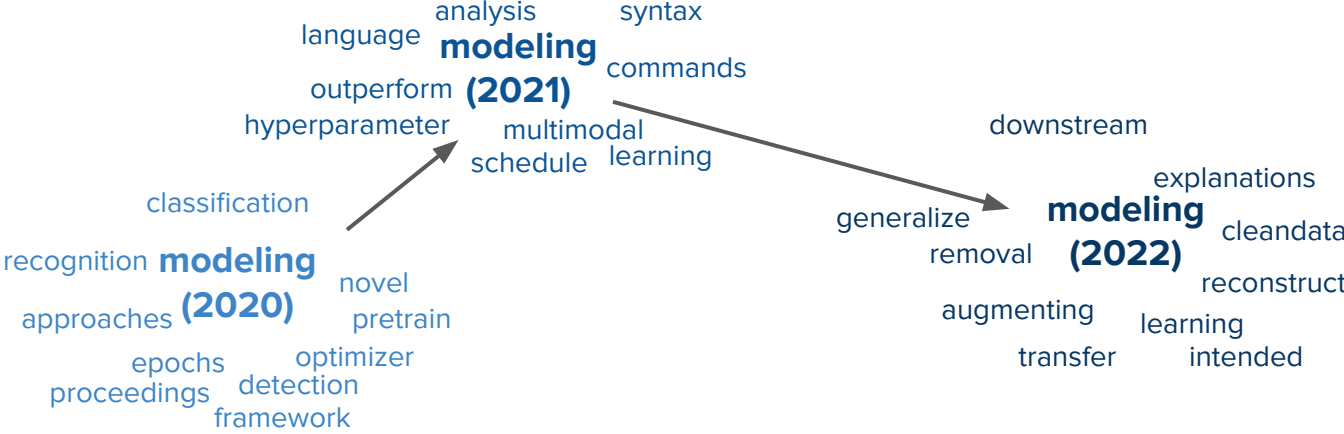 analysis
syntax
language
modeling
(2021)
commands
outperform
hyperparameter
multimodal
schedule
learning
classification
recognition
modeling
(2020)
novel
approaches
pretrain
epochs
optimizer
proceedings
detection
framework
downstream
explanations
modeling
(2022)
generalize
cleandata
removal
reconstruct
augmenting
learning
transfer
intended